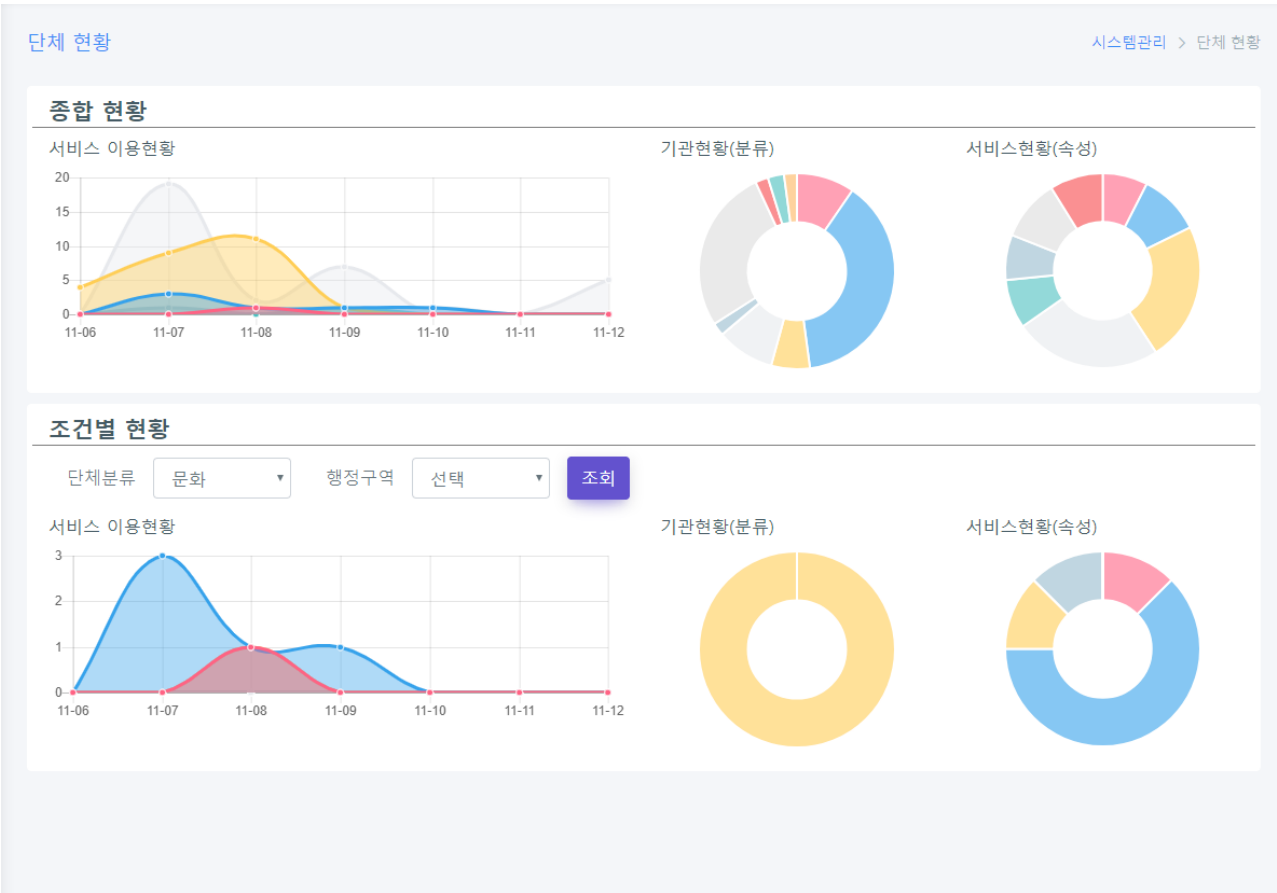 단체 현황
시스템관리 > 단체 현황
종합 현황
서비스 이용현황
20
15
10
5
0
11-06 11-07 11-08 11-09 11-10 11-11 11-12
기관현황(분류)
서비스현황(속성)
조건별 현황
단체분류 문화 행정구역 선택 조회
서비스 이용현황
3
2
1
0
11-06 11-07 11-08 11-09 11-10 11-11 11-12
기관현황(분류)
서비스현황(속성)